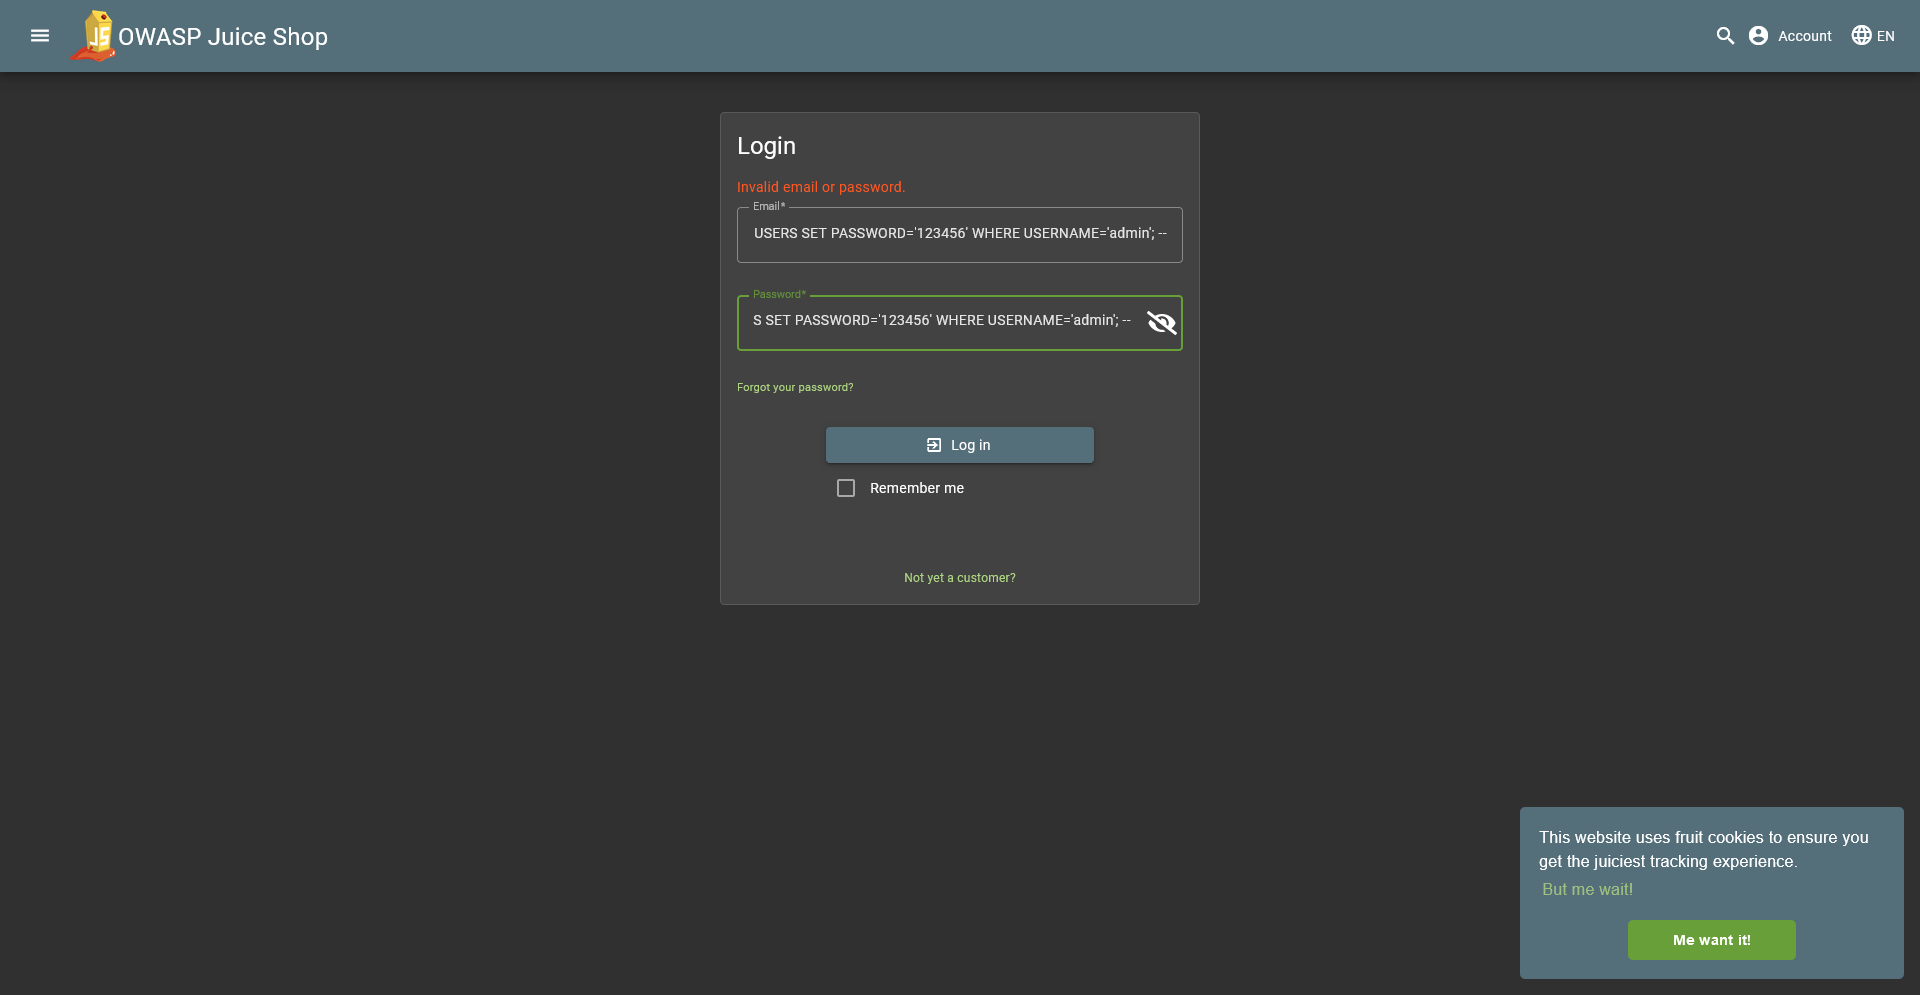 OWASP Juice Shop
Account
EN
Login
Invalid email or password.
Email*
USERS SET PASSWORD='123456' WHERE USERNAME='admin'; --
Password*
S SET PASSWORD='123456' WHERE USERNAME='admin'; --
Forgot your password?
Log in
Remember me
Not yet a customer?
This website uses fruit cookies to ensure you
get the juiciest tracking experience.
But me wait!
Me want it!